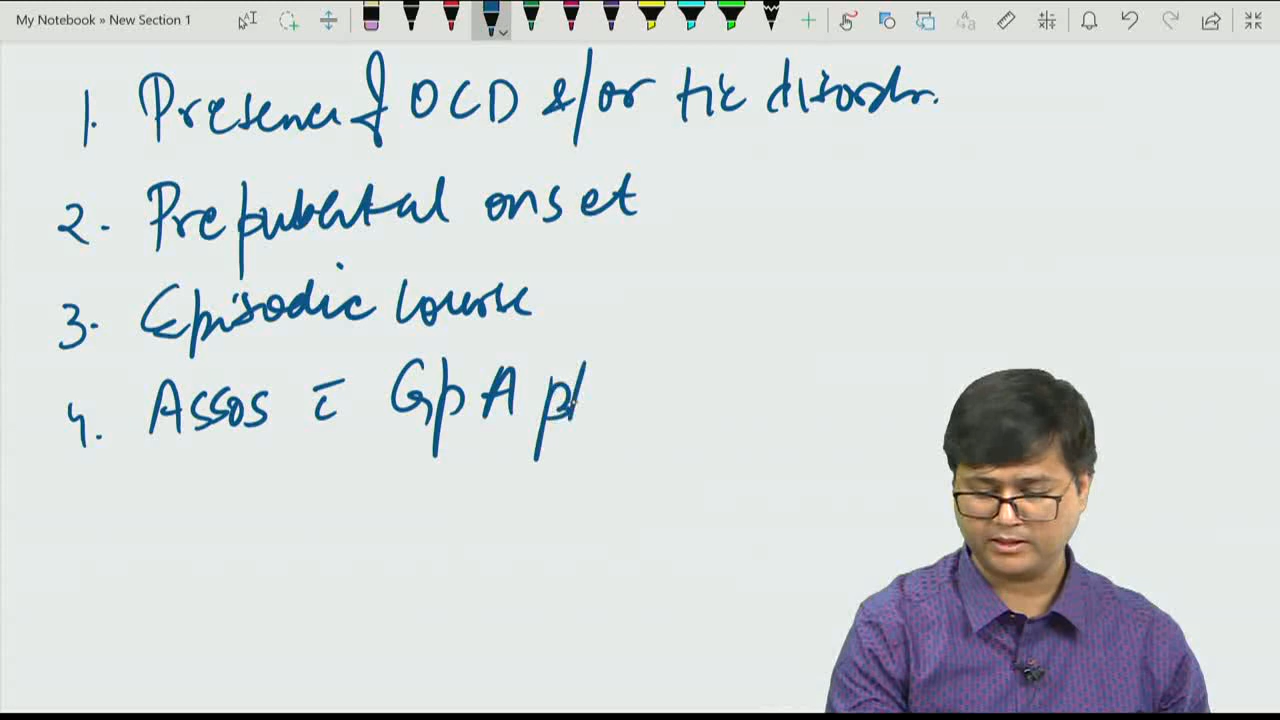 My Notebook » New Section 1
1. Presence of OCD &/or tic disorder.
2. Prepubertal onset
3. Episodic course
4. Assos c̄ Gp A